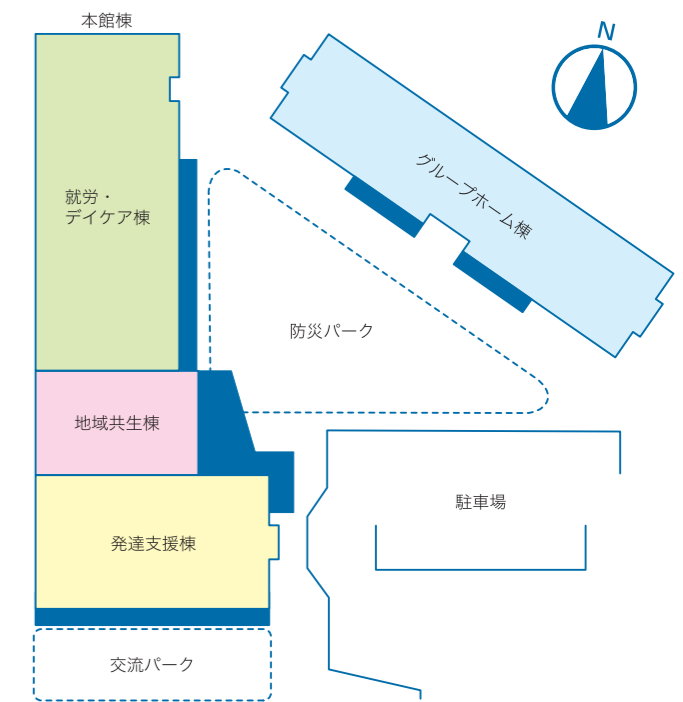 本館棟
N
グループホーム棟
就労・
デイケア棟
防災パーク
地域共生棟
駐車場
発達支援棟
交流パーク